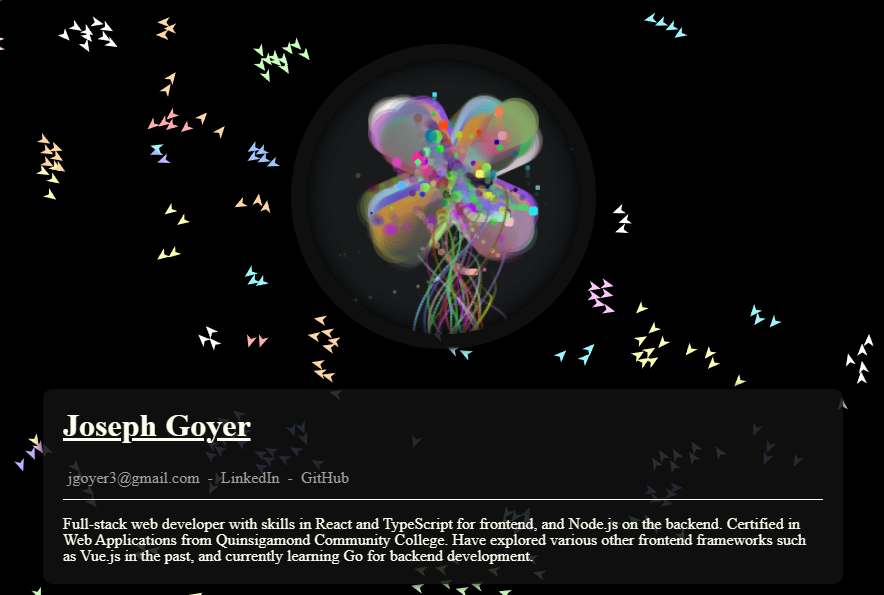 Joseph Goyer
jgoyer3@gmail.com - LinkedIn - GitHub
Full-stack web developer with skills in React and TypeScript for frontend, and Node.js on the backend. Certified in
Web Applications from Quinsigamond Community College. Have explored various other frontend frameworks such
as Vue.js in the past, and currently learning Go for backend development.